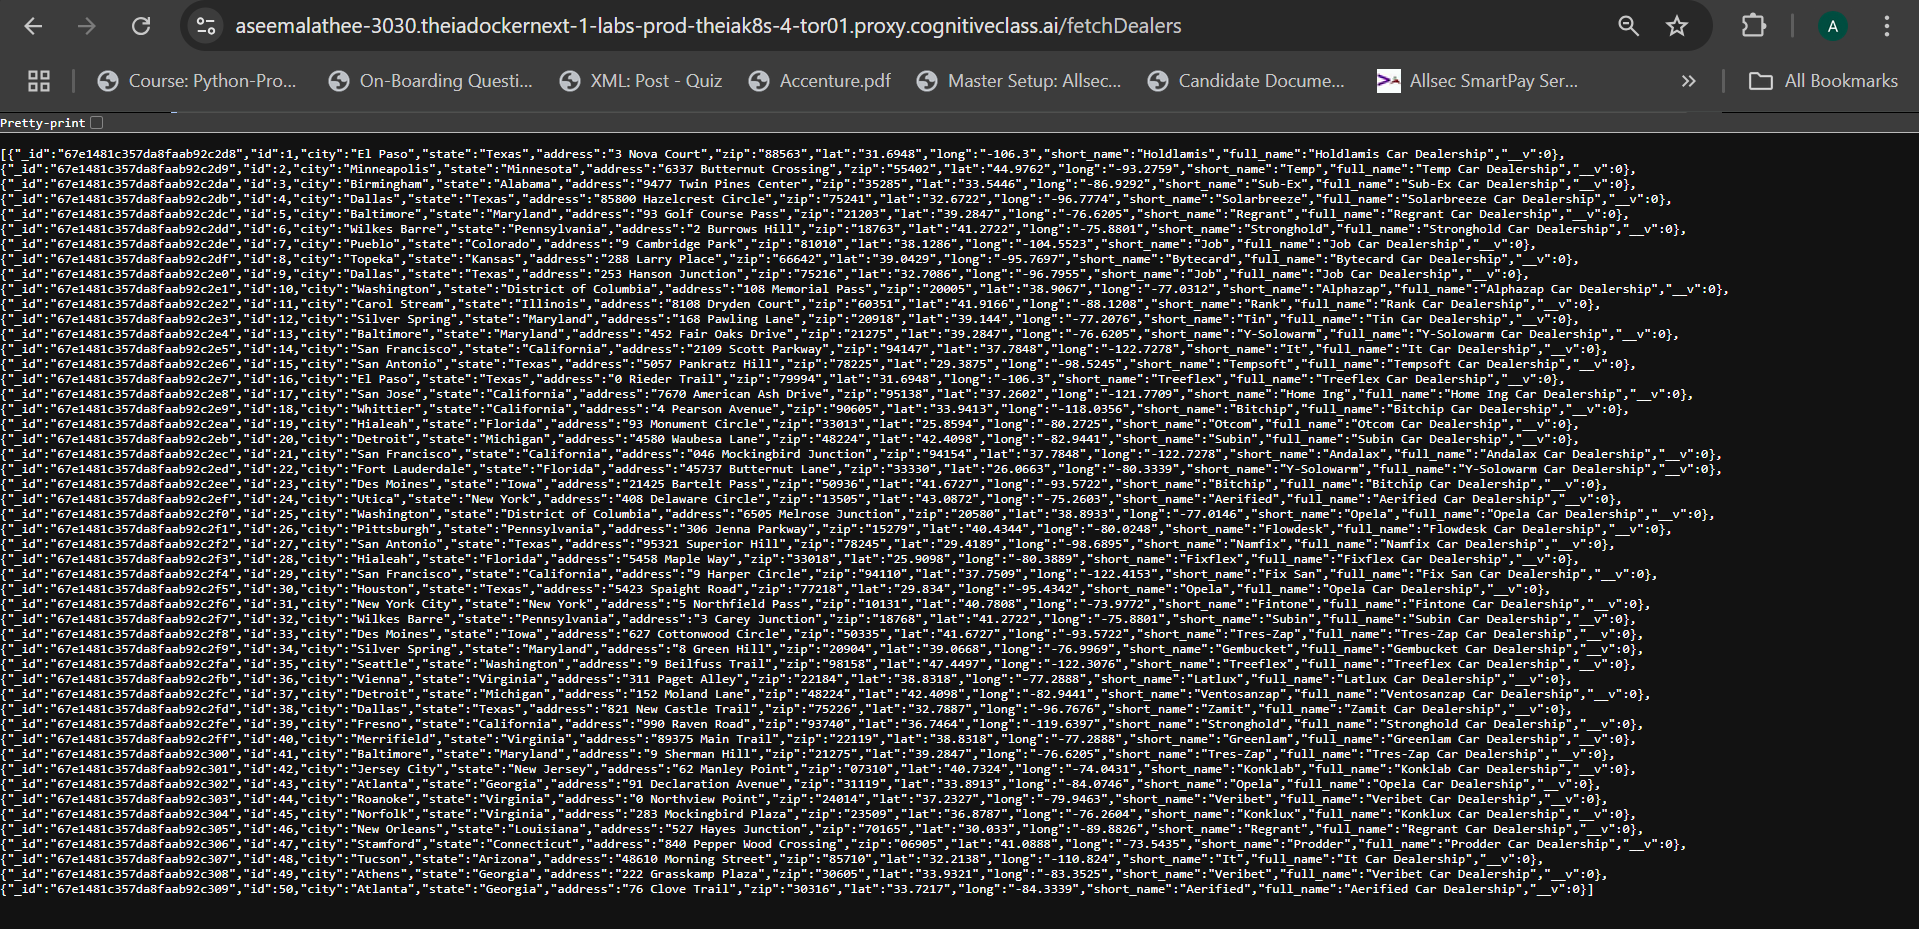 aseemalathee-3030.theiadockernext-1-labs-prod-theiak8s-4-tor01.proxy.cognitiveclass.ai/fetchDealers
A
Course: Python-Pro... On-Boarding Questi... XML: Post - Quiz Accenture.pdf Master Setup: Allsec... Candidate Docume... Allsec SmartPay Ser... » All Bookmarks
Pretty-print
[{"_id":"67e1481c357da8faab92c2d8","id":1,"city":"El Paso","state":"Texas","address":"3 Nova Court","zip":"88563","lat":"31.6948","long":"-106.3","short_name":"Holdlamis","full_name":"Holdlamis Car Dealership","__v":0},
{"_id":"67e1481c357da8faab92c2d9","id":2,"city":"Minneapolis","state":"Minnesota","address":"6337 Butternut Crossing","zip":"55402","lat":"44.9762","long":"-93.2759","short_name":"Temp","full_name":"Temp Car Dealership","__v":0},
{"_id":"67e1481c357da8faab92c2da","id":3,"city":"Birmingham","state":"Alabama","address":"9477 Twin Pines Center","zip":"35285","lat":"33.5446","long":"-86.9292","short_name":"Sub-Ex","full_name":"Sub-Ex Car Dealership","__v":0},
{"_id":"67e1481c357da8faab92c2db","id":4,"city":"Dallas","state":"Texas","address":"85800 Hazelcrest Circle","zip":"75241","lat":"32.6722","long":"-96.7774","short_name":"Solarbreeze","full_name":"Solarbreeze Car Dealership","__v":0},
{"_id":"67e1481c357da8faab92c2dc","id":5,"city":"Baltimore","state":"Maryland","address":"93 Golf Course Pass","zip":"21203","lat":"39.2847","long":"-76.6205","short_name":"Regrant","full_name":"Regrant Car Dealership","__v":0},
{"_id":"67e1481c357da8faab92c2dd","id":6,"city":"Wilkes Barre","state":"Pennsylvania","address":"2 Burrows Hill","zip":"18763","lat":"41.2722","long":"-75.8801","short_name":"Stronghold","full_name":"Stronghold Car Dealership","__v":0},
{"_id":"67e1481c357da8faab92c2de","id":7,"city":"Pueblo","state":"Colorado","address":"9 Cambridge Park","zip":"81010","lat":"38.1286","long":"-104.5523","short_name":"Job","full_name":"Job Car Dealership","__v":0},
{"_id":"67e1481c357da8faab92c2df","id":8,"city":"Topeka","state":"Kansas","address":"288 Larry Place","zip":"66642","lat":"39.0429","long":"-95.7697","short_name":"Bytecard","full_name":"Bytecard Car Dealership","__v":0},
{"_id":"67e1481c357da8faab92c2e0","id":9,"city":"Dallas","state":"Texas","address":"253 Hanson Junction","zip":"75216","lat":"32.7086","long":"-96.7955","short_name":"Job","full_name":"Job Car Dealership","__v":0},
{"_id":"67e1481c357da8faab92c2e1","id":10,"city":"Washington","state":"District of Columbia","address":"108 Memorial Pass","zip":"20005","lat":"38.9067","long":"-77.0312","short_name":"Alphazap","full_name":"Alphazap Car Dealership","__v":0},
{"_id":"67e1481c357da8faab92c2e2","id":11,"city":"Carol Stream","state":"Illinois","address":"8108 Dryden Court","zip":"60351","lat":"41.9166","long":"-88.1208","short_name":"Rank","full_name":"Rank Car Dealership","__v":0},
{"_id":"67e1481c357da8faab92c2e3","id":12,"city":"Silver Spring","state":"Maryland","address":"168 Pawling Lane","zip":"20918","lat":"39.144","long":"-77.2076","short_name":"Tin","full_name":"Tin Car Dealership","__v":0},
{"_id":"67e1481c357da8faab92c2e4","id":13,"city":"Baltimore","state":"Maryland","address":"452 Fair Oaks Drive","zip":"21275","lat":"39.2847","long":"-76.6205","short_name":"Y-Solowarm","full_name":"Y-Solowarm Car Dealership","__v":0},
{"_id":"67e1481c357da8faab92c2e5","id":14,"city":"San Francisco","state":"California","address":"2109 Scott Parkway","zip":"94147","lat":"37.7848","long":"-122.7278","short_name":"It","full_name":"It Car Dealership","__v":0},
{"_id":"67e1481c357da8faab92c2e6","id":15,"city":"San Antonio","state":"Texas","address":"5057 Pankratz Hill","zip":"78225","lat":"29.3875","long":"-98.5245","short_name":"Tempsoft","full_name":"Tempsoft Car Dealership","__v":0},
{"_id":"67e1481c357da8faab92c2e7","id":16,"city":"El Paso","state":"Texas","address":"0 Rieder Trail","zip":"79994","lat":"31.6948","long":"-106.3","short_name":"Treeflex","full_name":"Treeflex Car Dealership","__v":0},
{"_id":"67e1481c357da8faab92c2e8","id":17,"city":"San Jose","state":"California","address":"7670 American Ash Drive","zip":"95138","lat":"37.2602","long":"-121.7709","short_name":"Home Ing","full_name":"Home Ing Car Dealership","__v":0},
{"_id":"67e1481c357da8faab92c2e9","id":18,"city":"Whittier","state":"California","address":"4 Pearson Avenue","zip":"90605","lat":"33.9413","long":"-118.0356","short_name":"Bitchip","full_name":"Bitchip Car Dealership","__v":0},
{"_id":"67e1481c357da8faab92c2ea","id":19,"city":"Hialeah","state":"Florida","address":"93 Monument Circle","zip":"33013","lat":"25.8594","long":"-80.2725","short_name":"Otcom","full_name":"Otcom Car Dealership","__v":0},
{"_id":"67e1481c357da8faab92c2eb","id":20,"city":"Detroit","state":"Michigan","address":"4580 Waubesa Lane","zip":"48224","lat":"42.4098","long":"-82.9441","short_name":"Subin","full_name":"Subin Car Dealership","__v":0},
{"_id":"67e1481c357da8faab92c2ec","id":21,"city":"San Francisco","state":"California","address":"046 Mockingbird Junction","zip":"94154","lat":"37.7848","long":"-122.7278","short_name":"Andalax","full_name":"Andalax Car Dealership","__v":0},
{"_id":"67e1481c357da8faab92c2ed","id":22,"city":"Fort Lauderdale","state":"Florida","address":"45737 Butternut Lane","zip":"33330","lat":"26.0663","long":"-80.3339","short_name":"Y-Solowarm","full_name":"Y-Solowarm Car Dealership","__v":0},
{"_id":"67e1481c357da8faab92c2ee","id":23,"city":"Des Moines","state":"Iowa","address":"21425 Bartelt Pass","zip":"50936","lat":"41.6727","long":"-93.5722","short_name":"Bitchip","full_name":"Bitchip Car Dealership","__v":0},
{"_id":"67e1481c357da8faab92c2ef","id":24,"city":"Utica","state":"New York","address":"408 Delaware Circle","zip":"13505","lat":"43.0872","long":"-75.2603","short_name":"Aerified","full_name":"Aerified Car Dealership","__v":0},
{"_id":"67e1481c357da8faab92c2f0","id":25,"city":"Washington","state":"District of Columbia","address":"6505 Melrose Junction","zip":"20580","lat":"38.8933","long":"-77.0146","short_name":"Opela","full_name":"Opela Car Dealership","__v":0},
{"_id":"67e1481c357da8faab92c2f1","id":26,"city":"Pittsburgh","state":"Pennsylvania","address":"306 Jenna Parkway","zip":"15279","lat":"40.4344","long":"-80.0248","short_name":"Flowdesk","full_name":"Flowdesk Car Dealership","__v":0},
{"_id":"67e1481c357da8faab92c2f2","id":27,"city":"San Antonio","state":"Texas","address":"95321 Superior Hill","zip":"78245","lat":"29.4189","long":"-98.6895","short_name":"Namfix","full_name":"Namfix Car Dealership","__v":0},
{"_id":"67e1481c357da8faab92c2f3","id":28,"city":"Hialeah","state":"Florida","address":"5458 Maple Way","zip":"33018","lat":"25.9098","long":"-80.3889","short_name":"Fixflex","full_name":"Fixflex Car Dealership","__v":0},
{"_id":"67e1481c357da8faab92c2f4","id":29,"city":"San Francisco","state":"California","address":"9 Harper Circle","zip":"94110","lat":"37.7509","long":"-122.4153","short_name":"Fix San","full_name":"Fix San Car Dealership","__v":0},
{"_id":"67e1481c357da8faab92c2f5","id":30,"city":"Houston","state":"Texas","address":"5423 Spaight Road","zip":"77218","lat":"29.834","long":"-95.4342","short_name":"Opela","full_name":"Opela Car Dealership","__v":0},
{"_id":"67e1481c357da8faab92c2f6","id":31,"city":"New York City","state":"New York","address":"5 Northfield Pass","zip":"10131","lat":"40.7808","long":"-73.9772","short_name":"Fintone","full_name":"Fintone Car Dealership","__v":0},
{"_id":"67e1481c357da8faab92c2f7","id":32,"city":"Wilkes Barre","state":"Pennsylvania","address":"3 Carey Junction","zip":"18768","lat":"41.2722","long":"-75.8801","short_name":"Subin","full_name":"Subin Car Dealership","__v":0},
{"_id":"67e1481c357da8faab92c2f8","id":33,"city":"Des Moines","state":"Iowa","address":"627 Cottonwood Circle","zip":"50335","lat":"41.6727","long":"-93.5722","short_name":"Tres-Zap","full_name":"Tres-Zap Car Dealership","__v":0},
{"_id":"67e1481c357da8faab92c2f9","id":34,"city":"Silver Spring","state":"Maryland","address":"8 Green Hill","zip":"20904","lat":"39.0668","long":"-76.9969","short_name":"Gembucket","full_name":"Gembucket Car Dealership","__v":0},
{"_id":"67e1481c357da8faab92c2fa","id":35,"city":"Seattle","state":"Washington","address":"9 Beilfuss Trail","zip":"98158","lat":"47.4497","long":"-122.3076","short_name":"Treeflex","full_name":"Treeflex Car Dealership","__v":0},
{"_id":"67e1481c357da8faab92c2fb","id":36,"city":"Vienna","state":"Virginia","address":"311 Paget Alley","zip":"22184","lat":"38.8318","long":"-77.2888","short_name":"Latlux","full_name":"Latlux Car Dealership","__v":0},
{"_id":"67e1481c357da8faab92c2fc","id":37,"city":"Detroit","state":"Michigan","address":"152 Moland Lane","zip":"48224","lat":"42.4098","long":"-82.9441","short_name":"Ventosanzap","full_name":"Ventosanzap Car Dealership","__v":0},
{"_id":"67e1481c357da8faab92c2fd","id":38,"city":"Dallas","state":"Texas","address":"821 New Castle Trail","zip":"75226","lat":"32.7887","long":"-96.7676","short_name":"Zamit","full_name":"Zamit Car Dealership","__v":0},
{"_id":"67e1481c357da8faab92c2fe","id":39,"city":"Fresno","state":"California","address":"990 Raven Road","zip":"93740","lat":"36.7464","long":"-119.6397","short_name":"Stronghold","full_name":"Stronghold Car Dealership","__v":0},
{"_id":"67e1481c357da8faab92c2ff","id":40,"city":"Merrifield","state":"Virginia","address":"89375 Main Trail","zip":"22119","lat":"38.8318","long":"-77.2888","short_name":"Greenlam","full_name":"Greenlam Car Dealership","__v":0},
{"_id":"67e1481c357da8faab92c300","id":41,"city":"Baltimore","state":"Maryland","address":"9 Sherman Hill","zip":"21275","lat":"39.2847","long":"-76.6205","short_name":"Tres-Zap","full_name":"Tres-Zap Car Dealership","__v":0},
{"_id":"67e1481c357da8faab92c301","id":42,"city":"Jersey City","state":"New Jersey","address":"62 Manley Point","zip":"07310","lat":"40.7324","long":"-74.0431","short_name":"Konklab","full_name":"Konklab Car Dealership","__v":0},
{"_id":"67e1481c357da8faab92c302","id":43,"city":"Atlanta","state":"Georgia","address":"91 Declaration Avenue","zip":"31119","lat":"33.8913","long":"-84.0746","short_name":"Opela","full_name":"Opela Car Dealership","__v":0},
{"_id":"67e1481c357da8faab92c303","id":44,"city":"Roanoke","state":"Virginia","address":"0 Northview Point","zip":"24014","lat":"37.2327","long":"-79.9463","short_name":"Veribet","full_name":"Veribet Car Dealership","__v":0},
{"_id":"67e1481c357da8faab92c304","id":45,"city":"Norfolk","state":"Virginia","address":"283 Mockingbird Plaza","zip":"23509","lat":"36.8787","long":"-76.2604","short_name":"Konklux","full_name":"Konklux Car Dealership","__v":0},
{"_id":"67e1481c357da8faab92c305","id":46,"city":"New Orleans","state":"Louisiana","address":"527 Hayes Junction","zip":"70165","lat":"30.033","long":"-89.8826","short_name":"Regrant","full_name":"Regrant Car Dealership","__v":0},
{"_id":"67e1481c357da8faab92c306","id":47,"city":"Stamford","state":"Connecticut","address":"840 Pepper Wood Crossing","zip":"06905","lat":"41.0888","long":"-73.5435","short_name":"Prodder","full_name":"Prodder Car Dealership","__v":0},
{"_id":"67e1481c357da8faab92c307","id":48,"city":"Tucson","state":"Arizona","address":"48610 Morning Street","zip":"85710","lat":"32.2138","long":"-110.824","short_name":"It","full_name":"It Car Dealership","__v":0},
{"_id":"67e1481c357da8faab92c308","id":49,"city":"Athens","state":"Georgia","address":"222 Grasskamp Plaza","zip":"30605","lat":"33.9321","long":"-83.3525","short_name":"Veribet","full_name":"Veribet Car Dealership","__v":0},
{"_id":"67e1481c357da8faab92c309","id":50,"city":"Atlanta","state":"Georgia","address":"76 Clove Trail","zip":"30316","lat":"33.7217","long":"-84.3339","short_name":"Aerified","full_name":"Aerified Car Dealership","__v":0}]